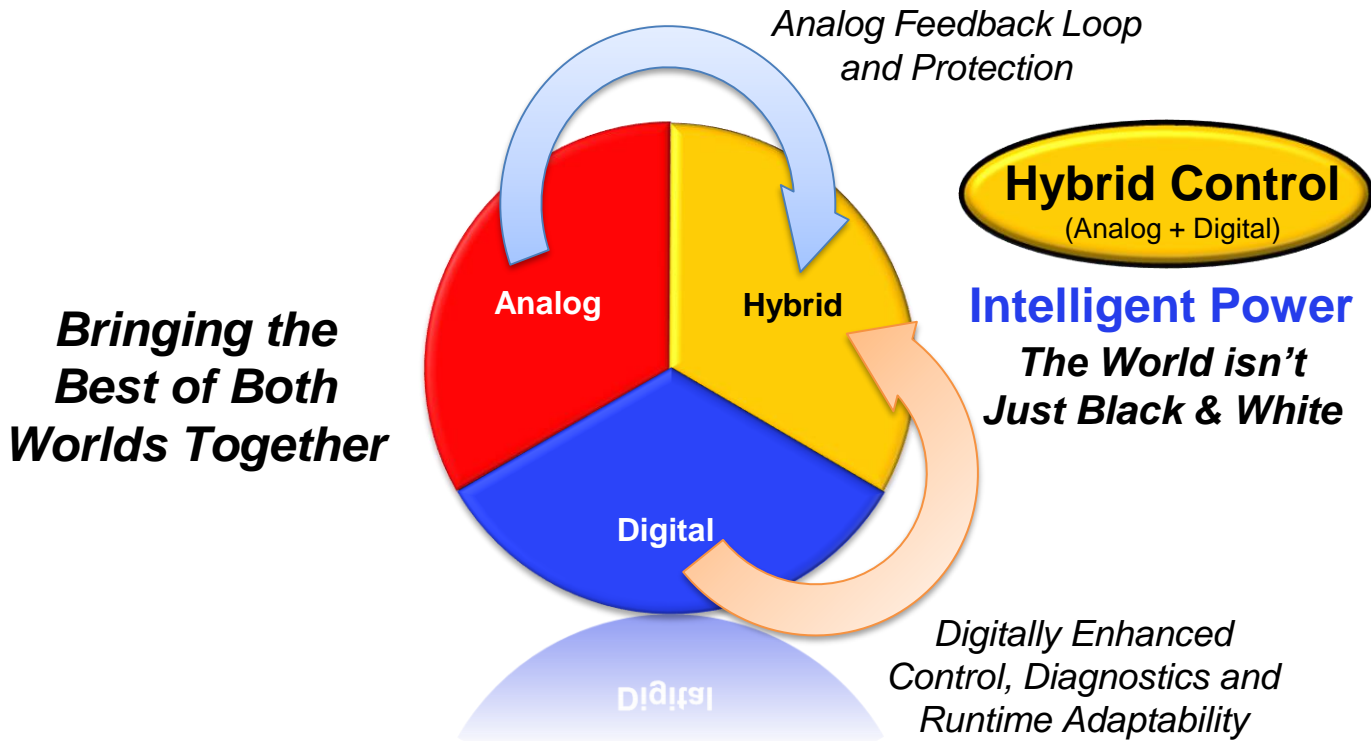 Analog Feedback Loop
and Protection
Hybrid Control
(Analog + Digital)
Intelligent Power
The World isn’t
Just Black & White
Bringing the
Best of Both
Worlds Together
Analog
Hybrid
Digital
Digitally Enhanced
Control, Diagnostics and
Runtime Adaptability
Digital